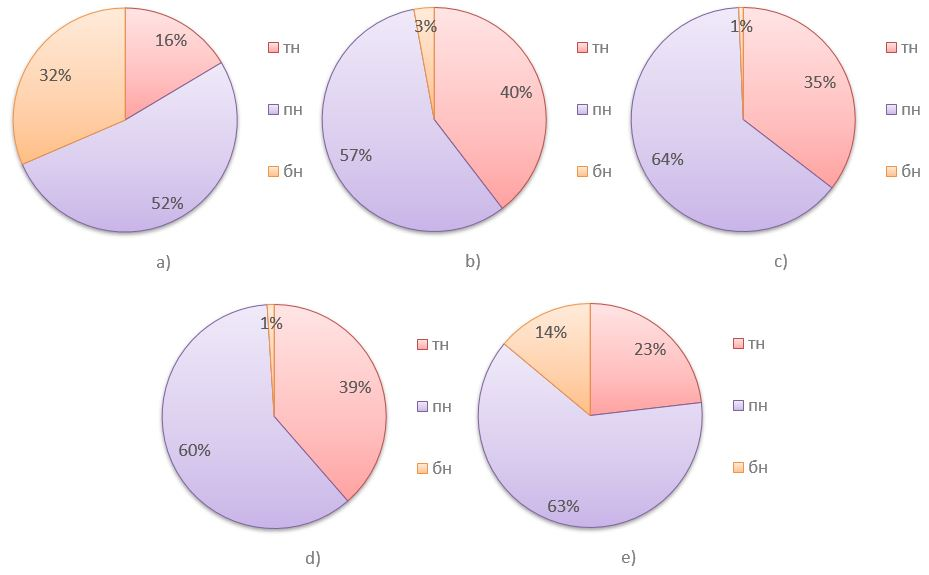 16%
32%
52%
тн
пн
бн
a)
3%
40%
57%
тн
пн
бн
b)
1%
35%
64%
тн
пн
бн
c)
1%
39%
60%
тн
пн
бн
d)
14%
23%
63%
тн
пн
бн
e)